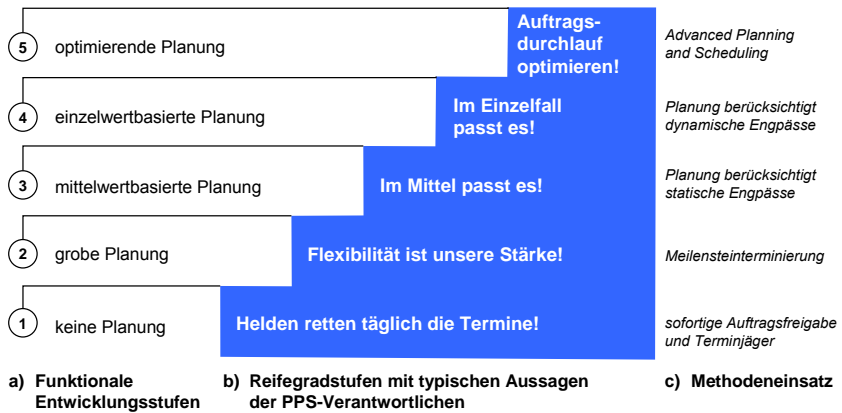 5
optimierende Planung
Auftrags-
durchlauf
optimieren!
Advanced Planning
and Scheduling
4
einzelwertbasierte Planung
Im Einzelfall
passt es!
Planung berücksichtigt
dynamische Engpässe
3
mittelwertbasierte Planung
Im Mittel passt es!
Planung berücksichtigt
statische Engpässe
2
grobe Planung
Flexibilität ist unsere Stärke!
Meilensteinterminierung
1
keine Planung
Helden retten täglich die Termine!
sofortige Auftragsfreigabe
und Terminjäger
a) Funktionale
Entwicklungsstufen
b) Reifegradstufen mit typischen Aussagen
der PPS-Verantwortlichen
c) Methodeneinsatz